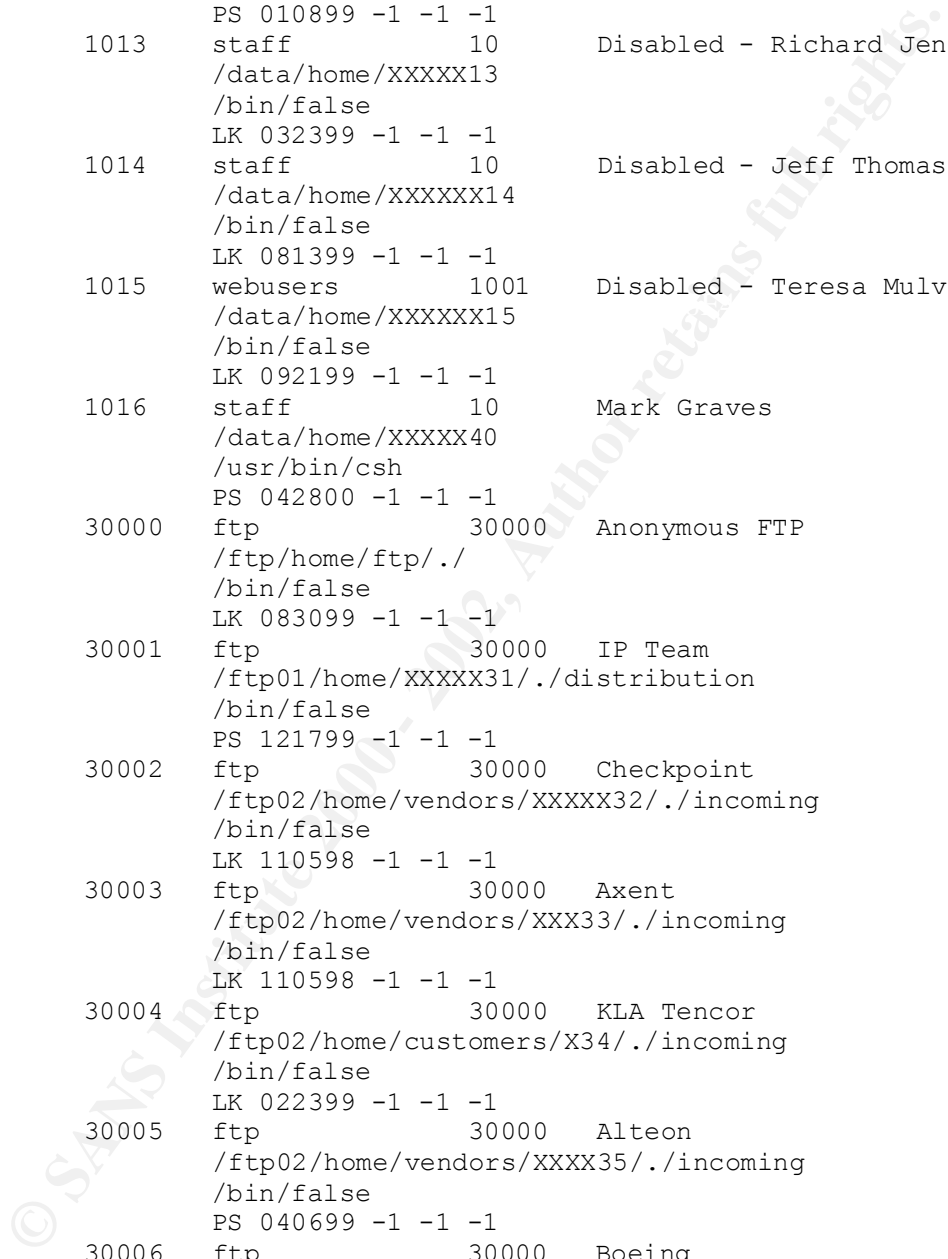 PS 010899 -1 -1 -1
1013 staff 10 Disabled - Richard Jen
/data/home/XXXXX13
/bin/false
LK 032399 -1 -1 -1
1014 staff 10 Disabled - Jeff Thomas
/data/home/XXXXXX14
/bin/false
LK 081399 -1 -1 -1
1015 webusers 1001 Disabled - Teresa Mulv
/data/home/XXXXXX15
/bin/false
LK 092199 -1 -1 -1
1016 staff 10 Mark Graves
/data/home/XXXXX40
/usr/bin/csh
PS 042800 -1 -1 -1
30000 ftp 30000 Anonymous FTP
/ftp/home/ftp/./
/bin/false
LK 083099 -1 -1 -1
30001 ftp 30000 IP Team
/ftp01/home/XXXXX31/./distribution
/bin/false
PS 121799 -1 -1 -1
30002 ftp 30000 Checkpoint
/ftp02/home/vendors/XXXXX32/./incoming
/bin/false
LK 110598 -1 -1 -1
30003 ftp 30000 Axent
/ftp02/home/vendors/XXX33/./incoming
/bin/false
LK 110598 -1 -1 -1
30004 ftp 30000 KLA Tencor
/ftp02/home/customers/X34/./incoming
/bin/false
LK 022399 -1 -1 -1
30005 ftp 30000 Alteon
/ftp02/home/vendors/XXXX35/./incoming
/bin/false
PS 040699 -1 -1 -1
30006 ftp 30000 Boeing
© SANS Institute 2000 - 2002, Author retains full rights.